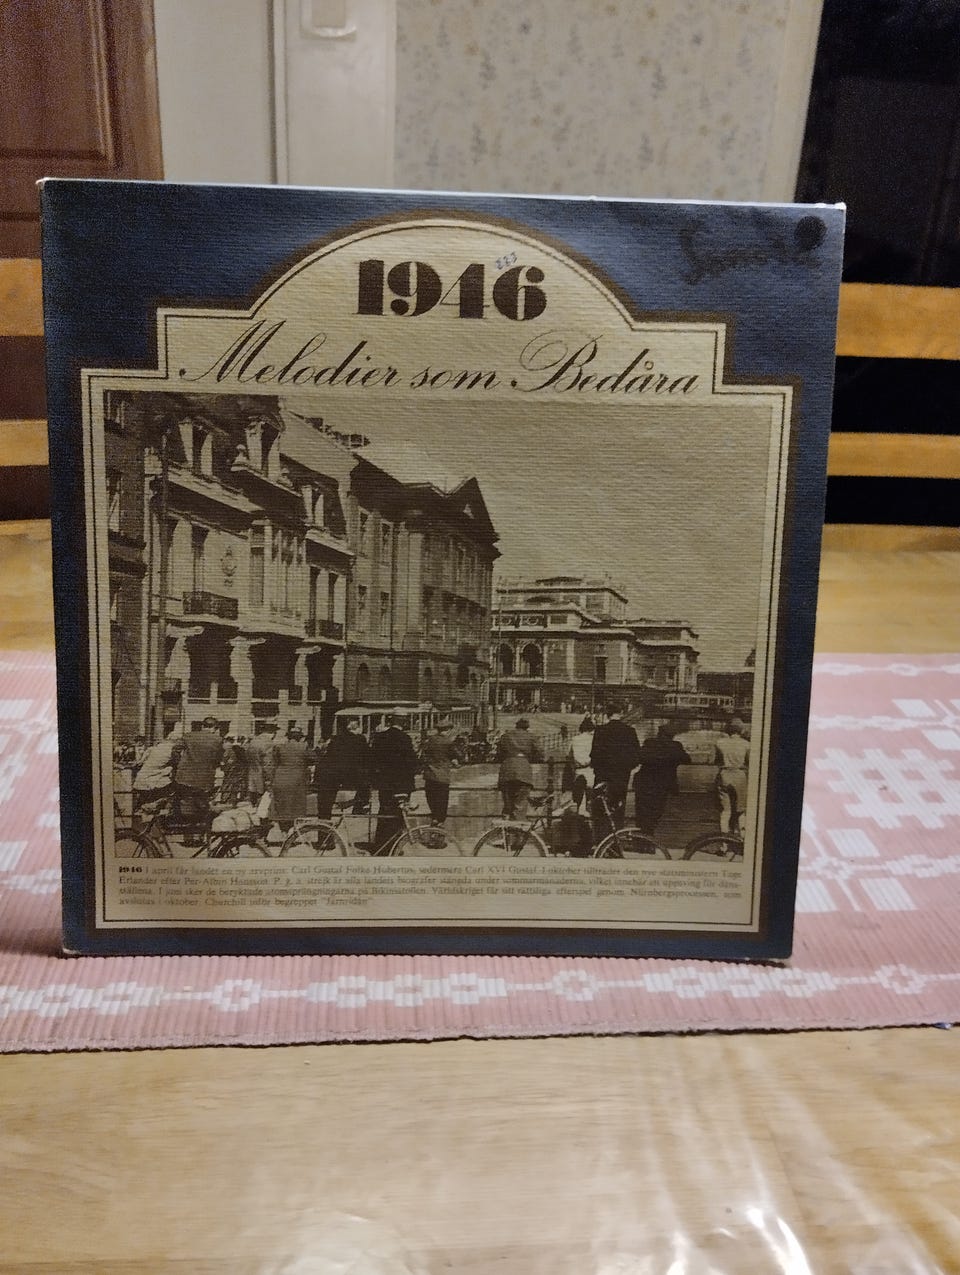 1946
Melodier som Bedåra
1946 I april får landet en ny arvprins: Carl Gustaf Folke Hubertus, sedermera Carl XVI Gustaf. I oktober tillträder den nye statsministern Tage
Erlander efter Per-Albin Hansson. P. g. a. strejk är alla landets biografer stängda under sommarmånaderna, vilket innebär ett uppsving för dans-
ställena. I juni sker de beryktade atomsprängningarna på Bikiniatollen. Världskriget får sitt rättsliga efterspel genom Nürnbergprocessen, som
avslutas i oktober. Churchill inför begreppet "Järnridån".